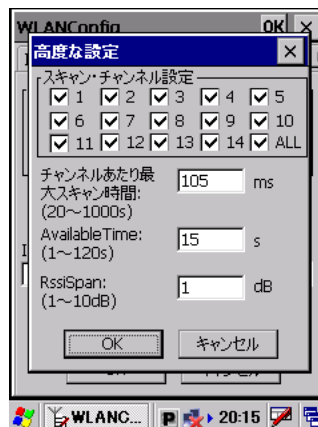 WLANConfig OK ×
高度な設定 ×
スキャン・チャンネル設定
1 2 3 4 5
6 7 8 9 10
11 12 13 14 ALL
チャンネルあたり最
大スキャン時間:
(20～1000s)
105 ms
AvailableTime:
(1～120s)
15 s
RssiSpan:
(1～10dB)
1 dB
OK キャンセル
WLANC... 20:15